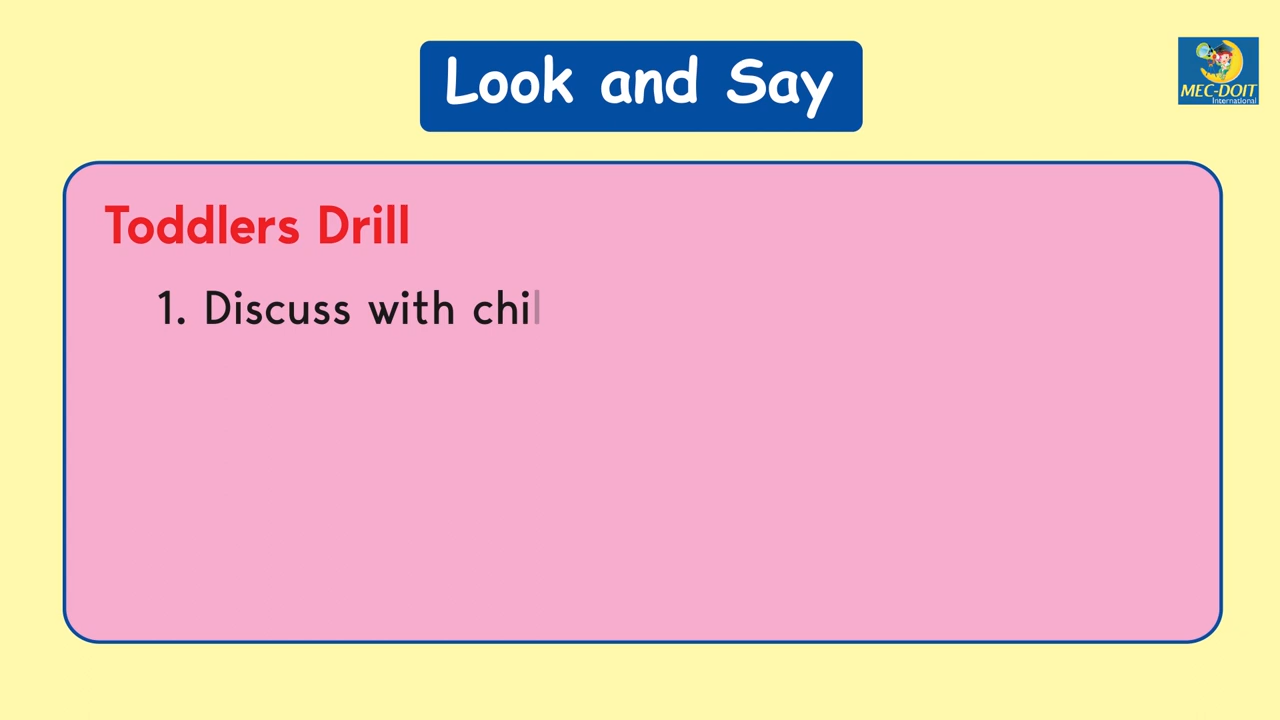 Look and Say
MEC-DOIT
International
Toddlers Drill
1. Discuss with chil